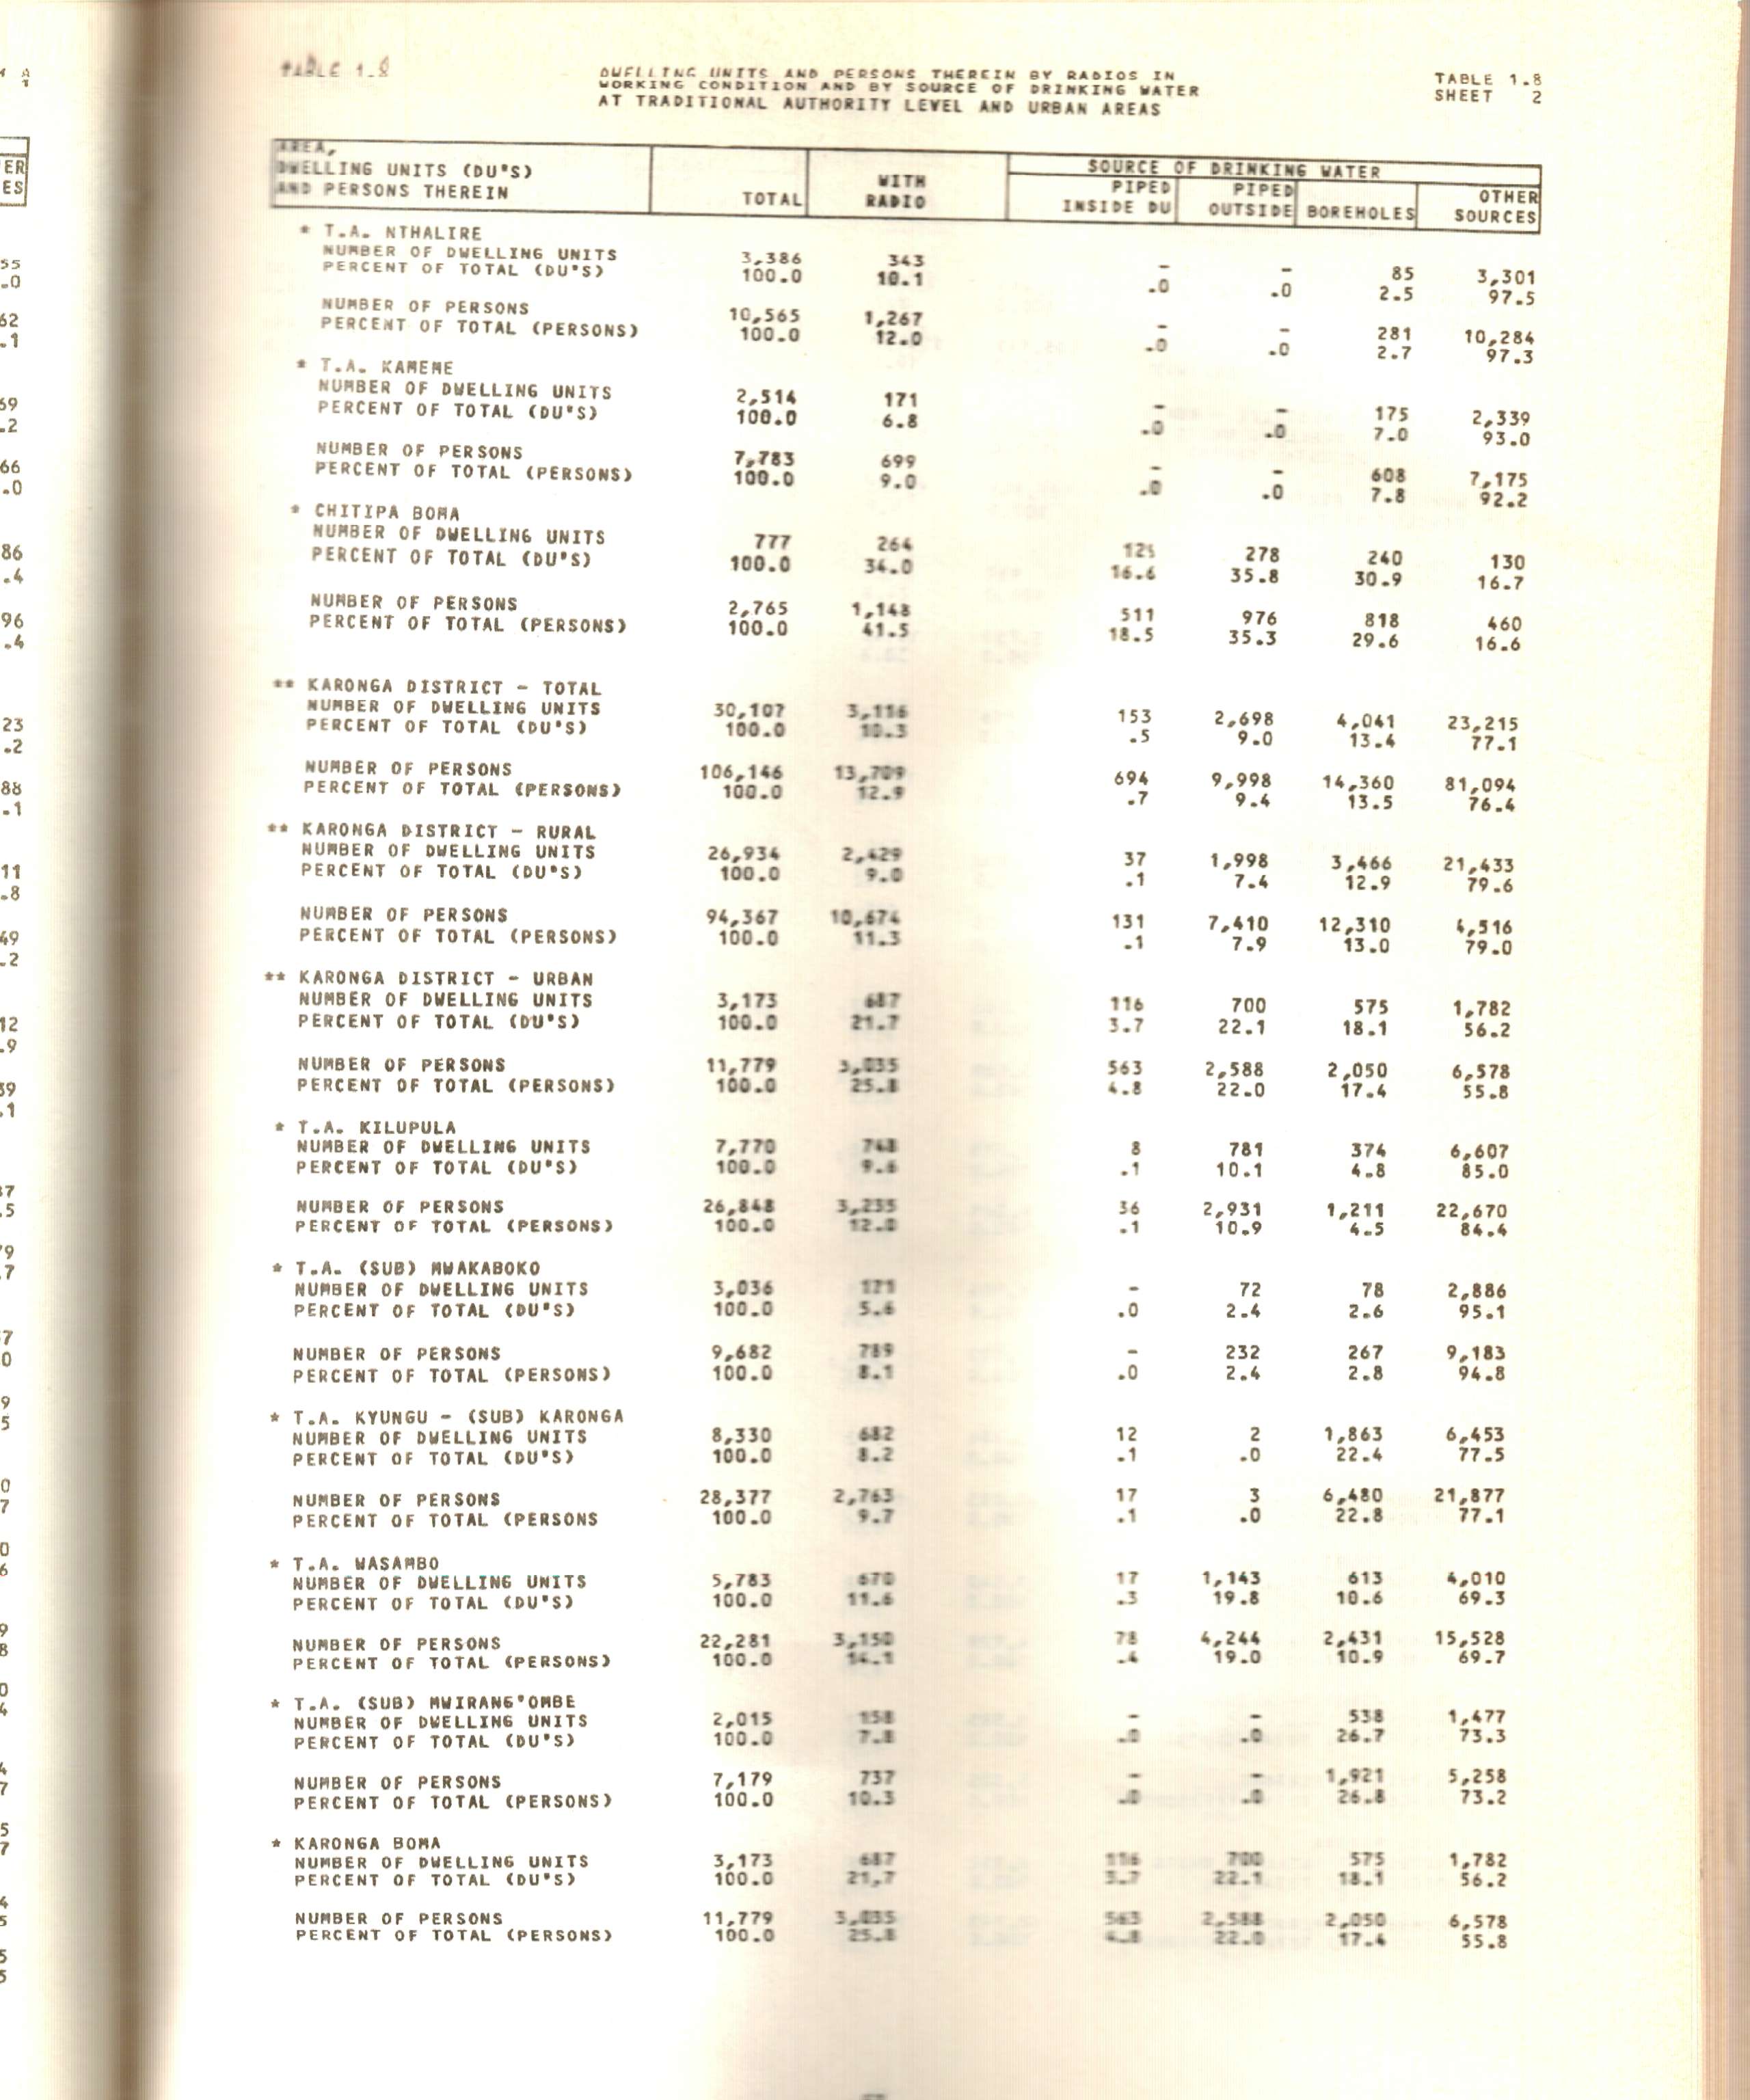 TABLE 1.8
DWELLING UNITS AND PERSONS THEREIN BY RADIOS IN
WORKING CONDITION AND BY SOURCE OF DRINKING WATER
AT TRADITIONAL AUTHORITY LEVEL AND URBAN AREAS
TABLE 1.8
SHEET 2
AREA,
DWELLING UNITS (DU'S)
AND PERSONS THEREIN
TOTAL
WITH
RADIO
SOURCE OF DRINKING WATER
PIPED
INSIDE DU
PIPED
OUTSIDE
BOREHOLES
OTHER
SOURCES
* T.A. NTHALIRE
NUMBER OF DWELLING UNITS 3,386 343 - - 85 3,301
PERCENT OF TOTAL (DU'S) 100.0 10.1 .0 .0 2.5 97.5
NUMBER OF PERSONS 10,565 1,267 - - 281 10,284
PERCENT OF TOTAL (PERSONS) 100.0 12.0 .0 .0 2.7 97.3
* T.A. KAMEME
NUMBER OF DWELLING UNITS 2,514 171 - - 175 2,339
PERCENT OF TOTAL (DU'S) 100.0 6.8 .0 .0 7.0 93.0
NUMBER OF PERSONS 7,783 699 - - 608 7,175
PERCENT OF TOTAL (PERSONS) 100.0 9.0 .0 .0 7.8 92.2
* CHITIPA BOMA
NUMBER OF DWELLING UNITS 777 264 278 240 130
PERCENT OF TOTAL (DU'S) 100.0 34.0 16.6 35.8 30.9 16.7
NUMBER OF PERSONS 2,765 1,148 511 976 818 460
PERCENT OF TOTAL (PERSONS) 100.0 41.5 18.5 35.3 29.6 16.6
** KARONGA DISTRICT - TOTAL
NUMBER OF DWELLING UNITS 30,107 3,116 153 2,698 4,041 23,215
PERCENT OF TOTAL (DU'S) 100.0 10.3 .5 9.0 13.4 77.1
NUMBER OF PERSONS 106,146 13,709 694 9,998 14,360 81,094
PERCENT OF TOTAL (PERSONS) 100.0 12.9 .7 9.4 13.5 76.4
** KARONGA DISTRICT - RURAL
NUMBER OF DWELLING UNITS 26,934 2,429 37 1,998 3,466 21,433
PERCENT OF TOTAL (DU'S) 100.0 9.0 .1 7.4 12.9 79.6
NUMBER OF PERSONS 94,367 10,674 131 7,410 12,310 4,516
PERCENT OF TOTAL (PERSONS) 100.0 11.3 .1 7.9 13.0 79.0
** KARONGA DISTRICT - URBAN
NUMBER OF DWELLING UNITS 3,173 687 116 700 575 1,782
PERCENT OF TOTAL (DU'S) 100.0 21.7 3.7 22.1 18.1 56.2
NUMBER OF PERSONS 11,779 3,035 563 2,588 2,050 6,578
PERCENT OF TOTAL (PERSONS) 100.0 25.8 4.8 22.0 17.4 55.8
* T.A. KILUPULA
NUMBER OF DWELLING UNITS 7,770 748 8 781 374 6,607
PERCENT OF TOTAL (DU'S) 100.0 9.6 .1 10.1 4.8 85.0
NUMBER OF PERSONS 26,848 3,235 36 2,931 1,211 22,670
PERCENT OF TOTAL (PERSONS) 100.0 12.0 .1 10.9 4.5 84.4
* T.A. (SUB) MWAKABOKO
NUMBER OF DWELLING UNITS 3,036 171 - 72 78 2,886
PERCENT OF TOTAL (DU'S) 100.0 5.6 .0 2.4 2.6 95.1
NUMBER OF PERSONS 9,682 789 - 232 267 9,183
PERCENT OF TOTAL (PERSONS) 100.0 8.1 .0 2.4 2.8 94.8
* T.A. KYUNGU - (SUB) KARONGA
NUMBER OF DWELLING UNITS 8,330 682 12 2 1,863 6,453
PERCENT OF TOTAL (DU'S) 100.0 8.2 .1 .0 22.4 77.5
NUMBER OF PERSONS 28,377 2,763 17 3 6,480 21,877
PERCENT OF TOTAL (PERSONS 100.0 9.7 .1 .0 22.8 77.1
* T.A. WASAMBO
NUMBER OF DWELLING UNITS 5,783 670 17 1,143 613 4,010
PERCENT OF TOTAL (DU'S) 100.0 11.6 .3 19.8 10.6 69.3
NUMBER OF PERSONS 22,281 3,150 78 4,244 2,431 15,528
PERCENT OF TOTAL (PERSONS) 100.0 14.1 .4 19.0 10.9 69.7
* T.A. (SUB) MWIRANG'OMBE
NUMBER OF DWELLING UNITS 2,015 158 - - 538 1,477
PERCENT OF TOTAL (DU'S) 100.0 7.8 .0 .0 26.7 73.3
NUMBER OF PERSONS 7,179 737 - - 1,921 5,258
PERCENT OF TOTAL (PERSONS) 100.0 10.3 .0 .0 26.8 73.2
* KARONGA BOMA
NUMBER OF DWELLING UNITS 3,173 687 116 700 575 1,782
PERCENT OF TOTAL (DU'S) 100.0 21,7 3.7 22.1 18.1 56.2
NUMBER OF PERSONS 11,779 3,035 563 2,588 2,050 6,578
PERCENT OF TOTAL (PERSONS) 100.0 25.8 4.8 22.0 17.4 55.8